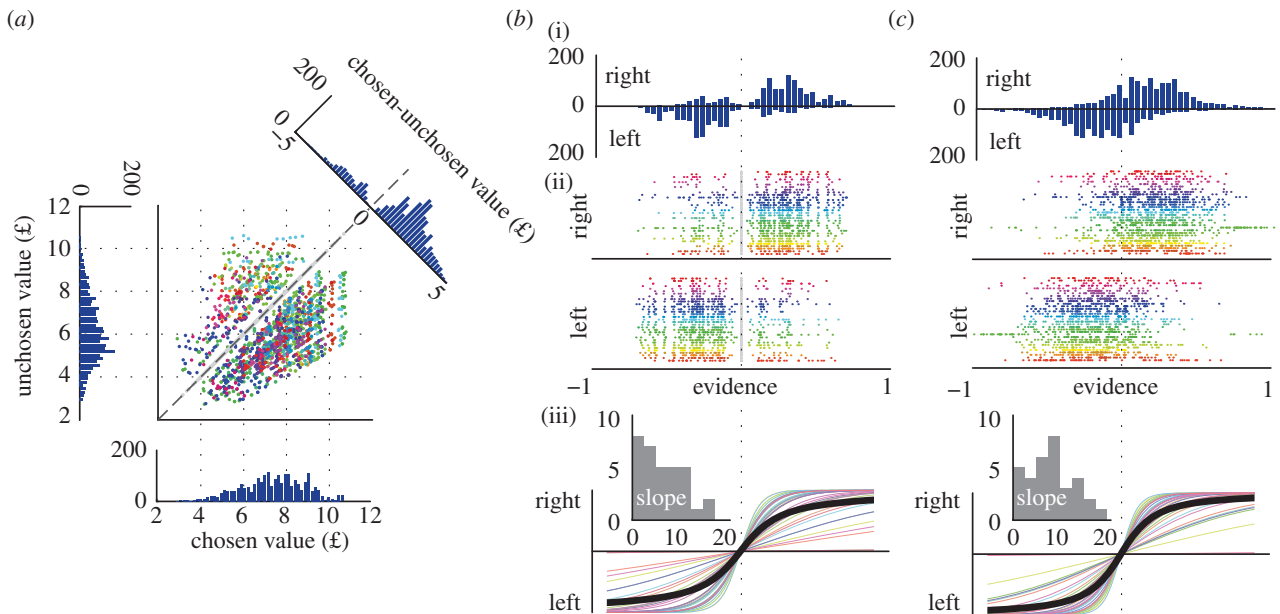 (a)
200
0
−5
chosen-unchosen value (£)
0
5
0
200
12
10
8
6
4
2
unchosen value (£)
200
0
2 4 6 8 10 12
chosen value (£)
(b)
(i)
200
right
0
left
200
(ii)
right
left
−1 evidence 1
(iii)
10
5
0
slope
0 10 20
right
left
(c)
200
right
0
left
200
right
left
−1 evidence 1
10
5
0
slope
0 10 20
right
left